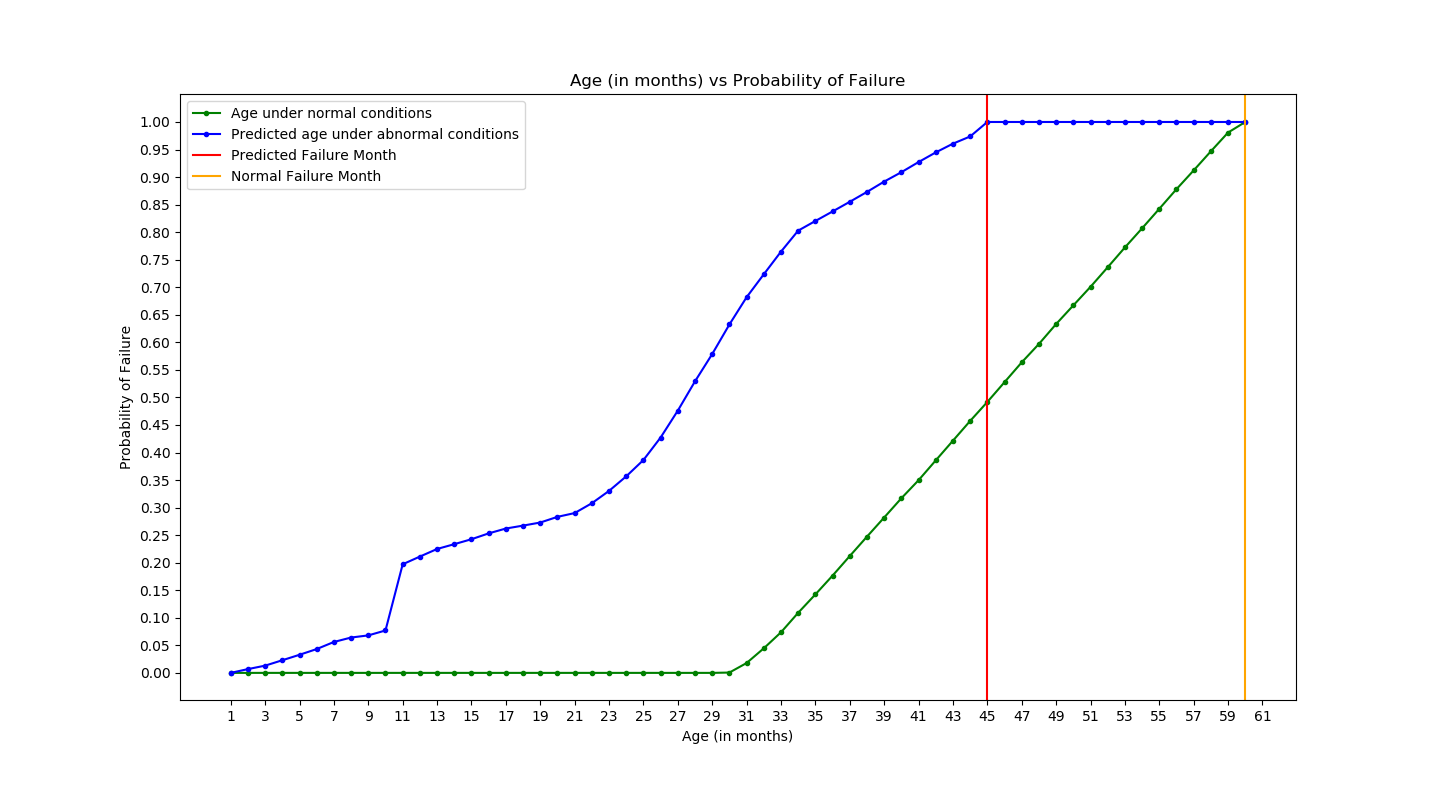 Age (in months) vs Probability of Failure
Age under normal conditions
Predicted age under abnormal conditions
Predicted Failure Month
Normal Failure Month
1.00
0.95
0.90
0.85
0.80
0.75
0.70
0.65
0.60
0.55
0.50
0.45
0.40
0.35
0.30
0.25
0.20
0.15
0.10
0.05
0.00
Probability of Failure
1 3 5 7 9 11 13 15 17 19 21 23 25 27 29 31 33 35 37 39 41 43 45 47 49 51 53 55 57 59 61
Age (in months)